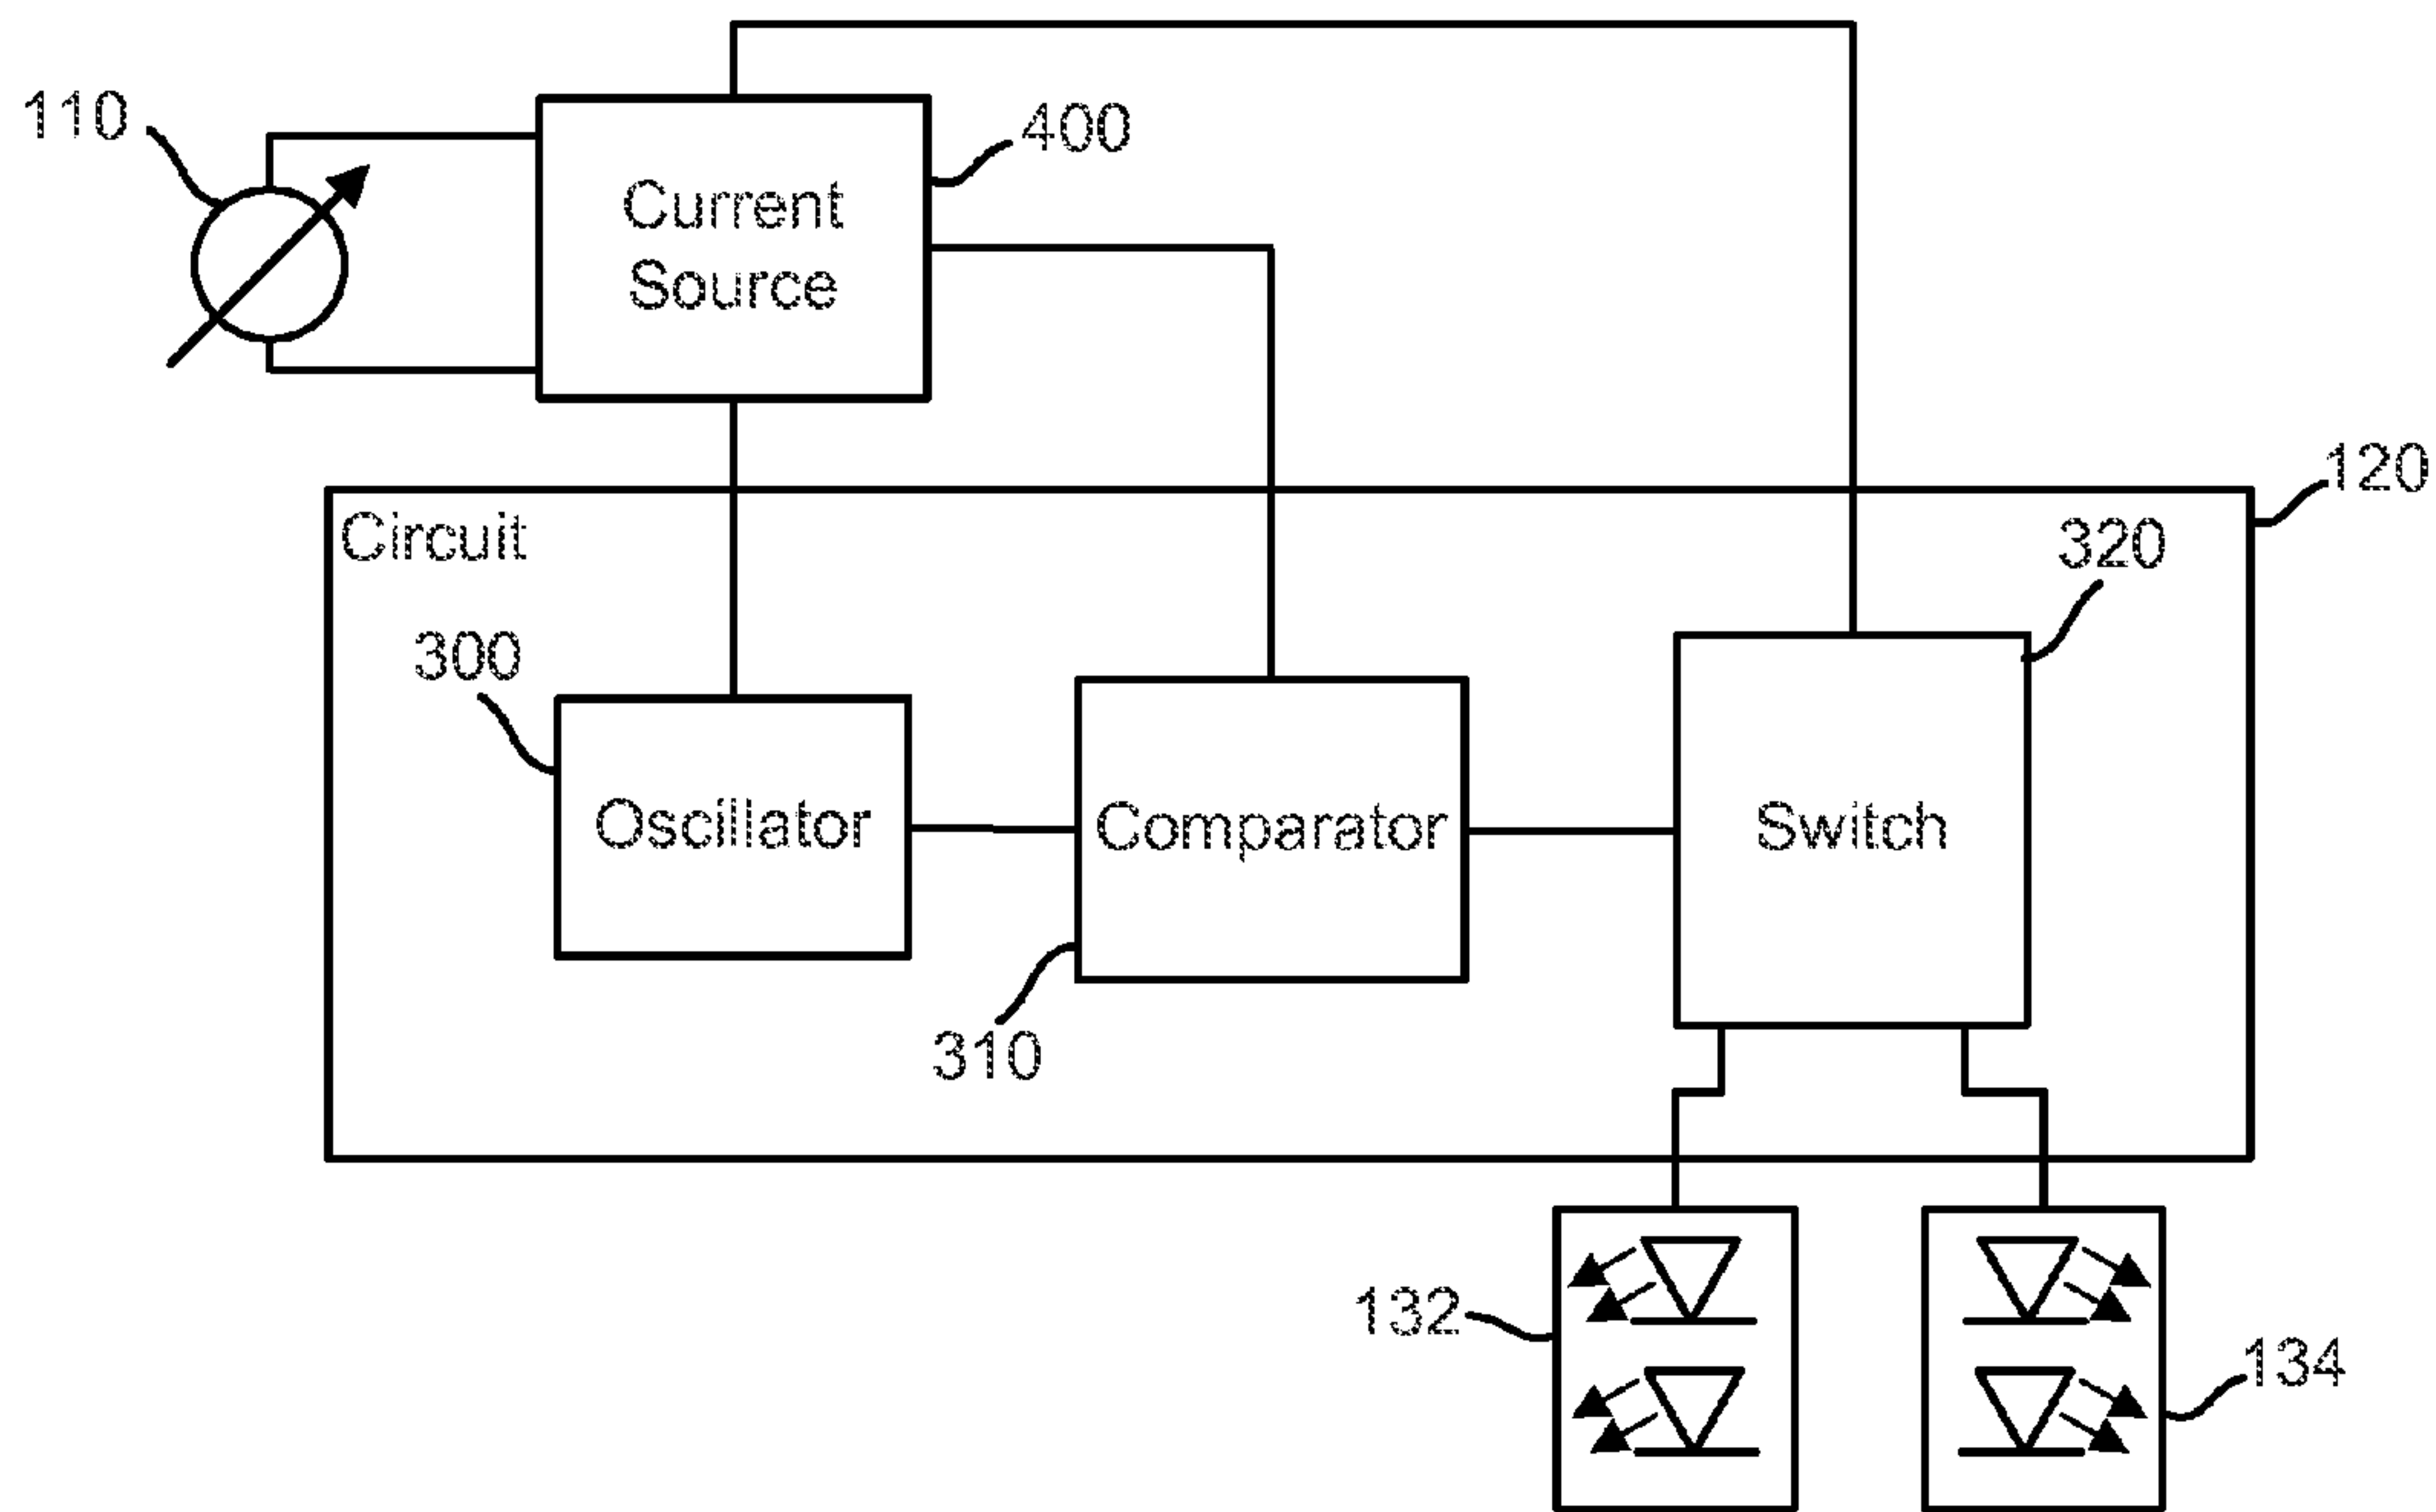 110
400
Current
Source
120
Circuit
320
300
Oscillator
Comparator
Switch
310
132
134